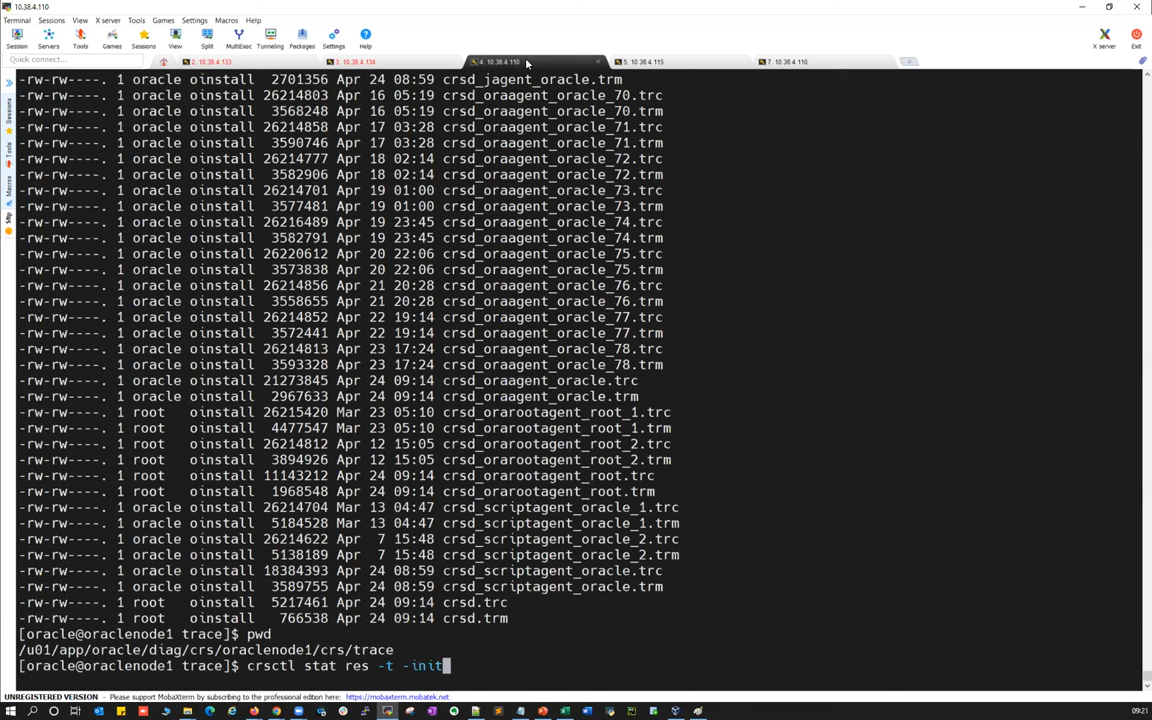 10.38.4.110
Terminal Sessions View X server Tools Games Settings Macros Help
Session Servers Tools Games Sessions View Split MultiExec Tunneling Packages Settings Help X server Exit
Quick connect... 2. 10.38.4.133 3. 10.38.4.134 4. 10.38.4.110 5. 10.38.4.115 7. 10.38.4.110
Sessions
Tools
Macros
Sftp
-rw-rw----. 1 oracle oinstall 2701356 Apr 24 08:59 crsd_jagent_oracle.trm
-rw-rw----. 1 oracle oinstall 26214803 Apr 16 05:19 crsd_oraagent_oracle_70.trc
-rw-rw----. 1 oracle oinstall 3568248 Apr 16 05:19 crsd_oraagent_oracle_70.trm
-rw-rw----. 1 oracle oinstall 26214858 Apr 17 03:28 crsd_oraagent_oracle_71.trc
-rw-rw----. 1 oracle oinstall 3590746 Apr 17 03:28 crsd_oraagent_oracle_71.trm
-rw-rw----. 1 oracle oinstall 26214777 Apr 18 02:14 crsd_oraagent_oracle_72.trc
-rw-rw----. 1 oracle oinstall 3582906 Apr 18 02:14 crsd_oraagent_oracle_72.trm
-rw-rw----. 1 oracle oinstall 26214701 Apr 19 01:00 crsd_oraagent_oracle_73.trc
-rw-rw----. 1 oracle oinstall 3577481 Apr 19 01:00 crsd_oraagent_oracle_73.trm
-rw-rw----. 1 oracle oinstall 26216489 Apr 19 23:45 crsd_oraagent_oracle_74.trc
-rw-rw----. 1 oracle oinstall 3582791 Apr 19 23:45 crsd_oraagent_oracle_74.trm
-rw-rw----. 1 oracle oinstall 26220612 Apr 20 22:06 crsd_oraagent_oracle_75.trc
-rw-rw----. 1 oracle oinstall 3573838 Apr 20 22:06 crsd_oraagent_oracle_75.trm
-rw-rw----. 1 oracle oinstall 26214856 Apr 21 20:28 crsd_oraagent_oracle_76.trc
-rw-rw----. 1 oracle oinstall 3558655 Apr 21 20:28 crsd_oraagent_oracle_76.trm
-rw-rw----. 1 oracle oinstall 26214852 Apr 22 19:14 crsd_oraagent_oracle_77.trc
-rw-rw----. 1 oracle oinstall 3572441 Apr 22 19:14 crsd_oraagent_oracle_77.trm
-rw-rw----. 1 oracle oinstall 26214813 Apr 23 17:24 crsd_oraagent_oracle_78.trc
-rw-rw----. 1 oracle oinstall 3593328 Apr 23 17:24 crsd_oraagent_oracle_78.trm
-rw-rw----. 1 oracle oinstall 21273845 Apr 24 09:14 crsd_oraagent_oracle.trc
-rw-rw----. 1 oracle oinstall 2967633 Apr 24 09:14 crsd_oraagent_oracle.trm
-rw-rw----. 1 root oinstall 26215420 Mar 23 05:10 crsd_orarootagent_root_1.trc
-rw-rw----. 1 root oinstall 4477547 Mar 23 05:10 crsd_orarootagent_root_1.trm
-rw-rw----. 1 root oinstall 26214812 Apr 12 15:05 crsd_orarootagent_root_2.trc
-rw-rw----. 1 root oinstall 3894926 Apr 12 15:05 crsd_orarootagent_root_2.trm
-rw-rw----. 1 root oinstall 11143212 Apr 24 09:14 crsd_orarootagent_root.trc
-rw-rw----. 1 root oinstall 1968548 Apr 24 09:14 crsd_orarootagent_root.trm
-rw-rw----. 1 oracle oinstall 26214704 Mar 13 04:47 crsd_scriptagent_oracle_1.trc
-rw-rw----. 1 oracle oinstall 5184528 Mar 13 04:47 crsd_scriptagent_oracle_1.trm
-rw-rw----. 1 oracle oinstall 26214622 Apr 7 15:48 crsd_scriptagent_oracle_2.trc
-rw-rw----. 1 oracle oinstall 5138189 Apr 7 15:48 crsd_scriptagent_oracle_2.trm
-rw-rw----. 1 oracle oinstall 18384393 Apr 24 08:59 crsd_scriptagent_oracle.trc
-rw-rw----. 1 oracle oinstall 3589755 Apr 24 08:59 crsd_scriptagent_oracle.trm
-rw-rw----. 1 root oinstall 5217461 Apr 24 09:14 crsd.trc
-rw-rw----. 1 root oinstall 766538 Apr 24 09:14 crsd.trm
[oracle@oraclenode1 trace]$ pwd
/u01/app/oracle/diag/crs/oraclenode1/crs/trace
[oracle@oraclenode1 trace]$ crsctl stat res -t -init
UNREGISTERED VERSION - Please support MobaXterm by subscribing to the professional edition here: https://mobaxterm.mobatek.net
09:21